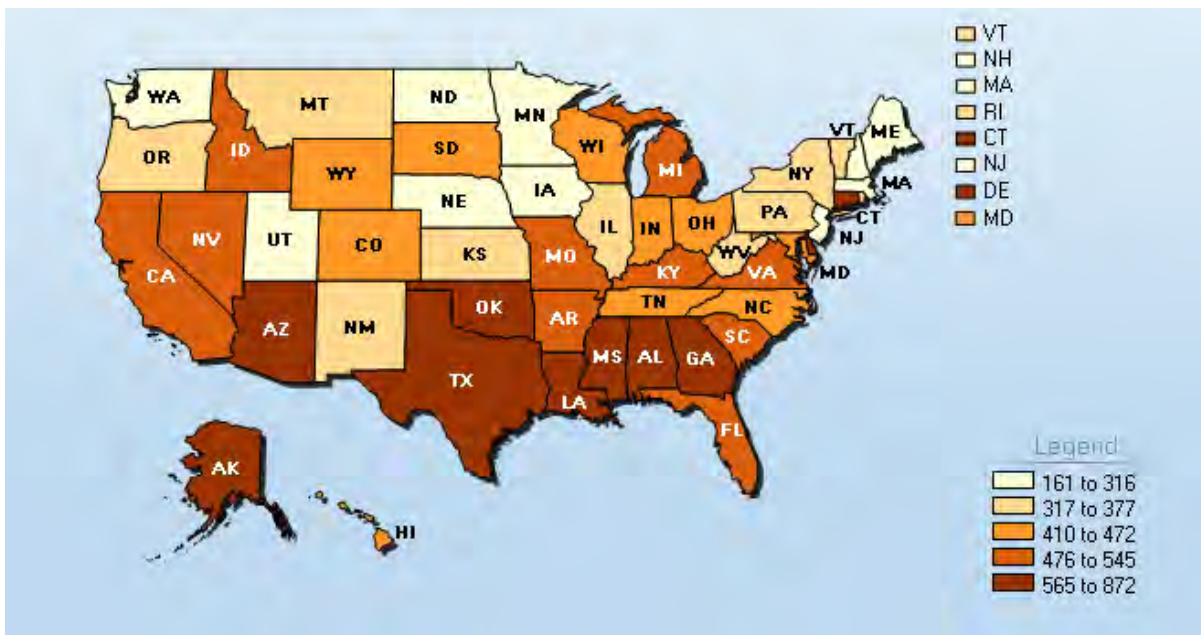 VT
NH
MA
RI
CT
NJ
DE
MD
WA
MT
ND
MN
ME
VT
OR
ID
SD
WI
MI
NY
MA
WY
IA
NE
PA
CT
NV
UT
CO
IL
IN
OH
NJ
KS
MO
WV
VA
MD
CA
KY
AZ
NM
OK
AR
TN
NC
SC
TX
MS
AL
GA
LA
FL
AK
HI
Legend
161 to 316
317 to 377
410 to 472
476 to 545
565 to 872